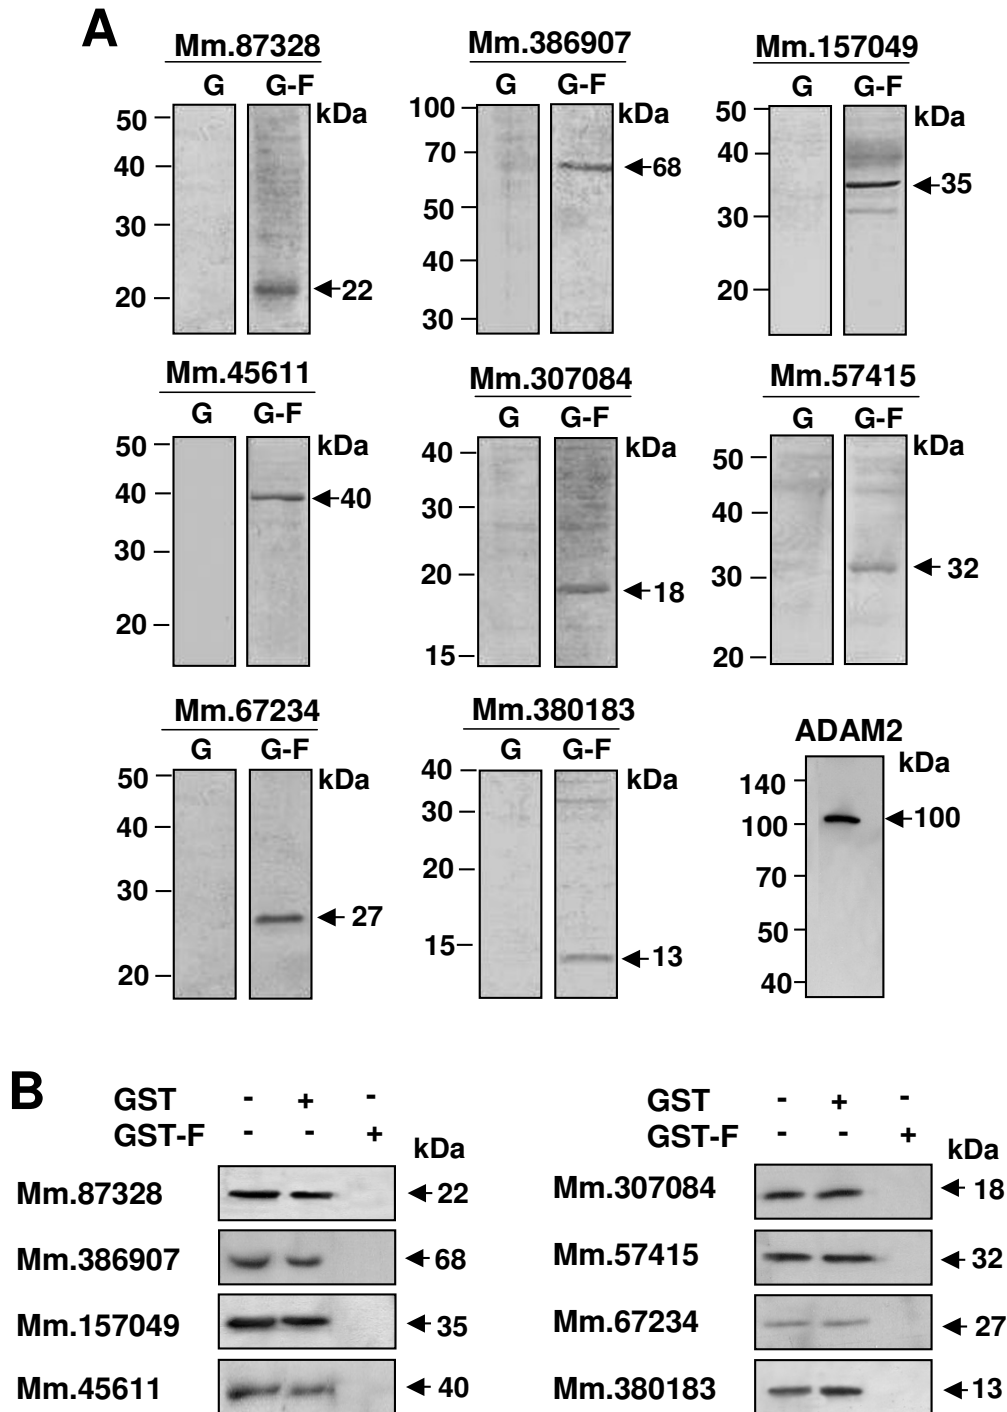 A
Mm.87328
G G-F
kDa
50
40
30
20
22
Mm.386907
G G-F
kDa
100
70
50
40
30
68
Mm.157049
G G-F
kDa
50
40
30
20
35
Mm.45611
G G-F
kDa
50
40
30
20
40
Mm.307084
G G-F
kDa
40
30
20
15
18
Mm.57415
G G-F
kDa
50
40
30
20
32
Mm.67234
G G-F
kDa
50
40
30
20
27
Mm.380183
G G-F
kDa
40
30
20
15
13
ADAM2
kDa
140
100
70
50
40
100
B
GST - + -
GST-F - - +
kDa
Mm.87328 22
Mm.386907 68
Mm.157049 35
Mm.45611 40
GST - + -
GST-F - - +
kDa
Mm.307084 18
Mm.57415 32
Mm.67234 27
Mm.380183 13